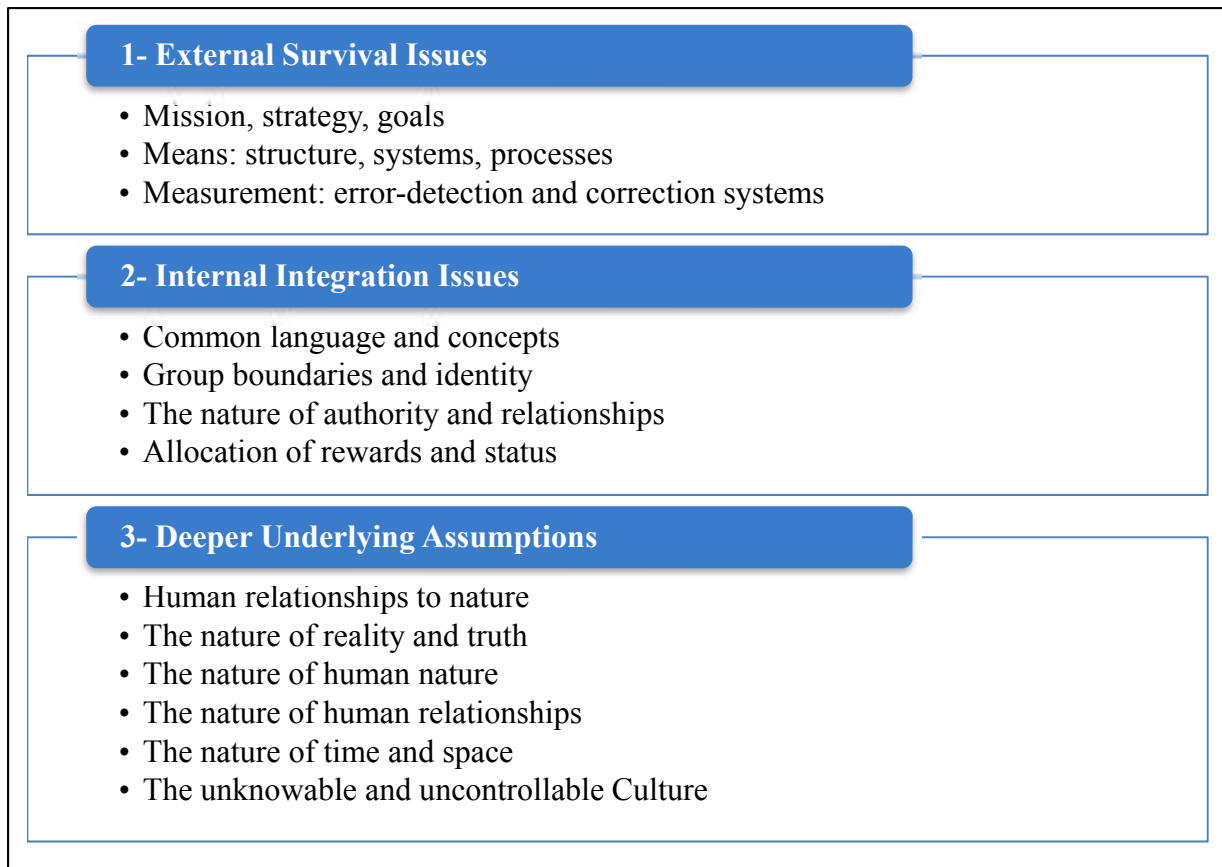 1- External Survival Issues
• Mission, strategy, goals
• Means: structure, systems, processes
• Measurement: error-detection and correction systems
2- Internal Integration Issues
• Common language and concepts
• Group boundaries and identity
• The nature of authority and relationships
• Allocation of rewards and status
3- Deeper Underlying Assumptions
• Human relationships to nature
• The nature of reality and truth
• The nature of human nature
• The nature of human relationships
• The nature of time and space
• The unknowable and uncontrollable Culture